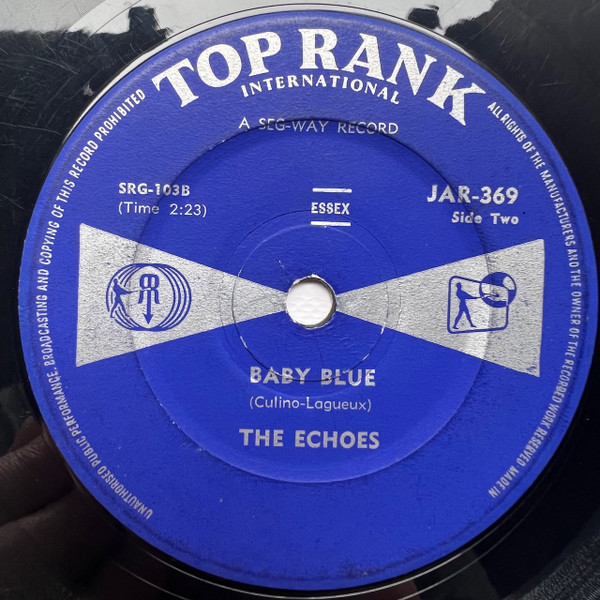 TOP RANK
INTERNATIONAL
A SEG-WAY RECORD
SRG-103B
(Time 2:23)
ESSEX
JAR-369
Side Two
BABY BLUE
(Culino-Lagueux)
THE ECHOES
UNAUTHORISED PUBLIC PERFORMANCE, BROADCASTING AND COPYING OF THIS RECORD PROHIBITED
ALL RIGHTS OF THE MANUFACTURERS AND THE OWNER OF THE RECORDED WORK RESERVED MADE IN